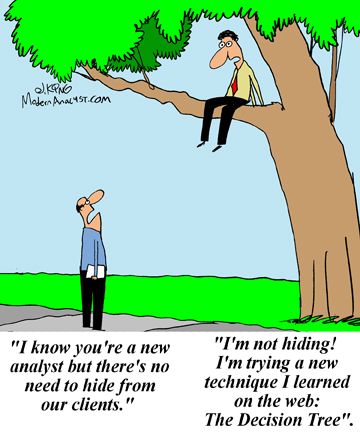 J.KING
ModernAnalyst.com
"I know you're a new
analyst but there's no
need to hide from
our clients."
"I'm not hiding!
I'm trying a new
technique I learned
on the web:
The Decision Tree".